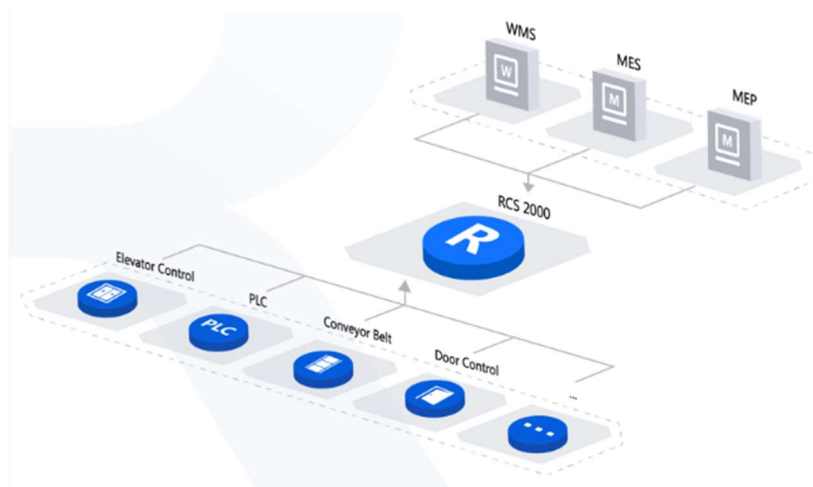 WMS
W
MES
M
MEP
M
RCS 2000
R
Elevator Control
PLC
PLC
Conveyor Belt
Door Control
...